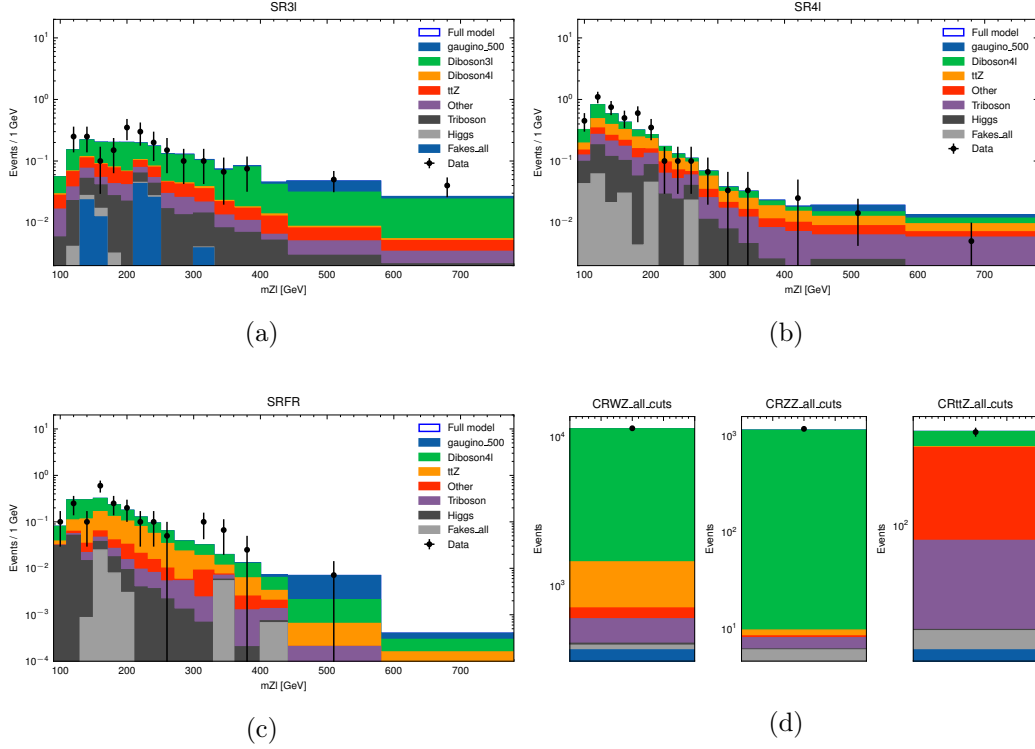 SR3l
10¹
10⁰
10⁻¹
10⁻²
Events / 1 GeV
100 200 300 400 500 600 700
mZl [GeV]
Full model
gaugino_500
Diboson3l
Diboson4l
ttZ
Other
Triboson
Higgs
Fakes_all
Data
(a)
SR4l
10¹
10⁰
10⁻¹
10⁻²
Events / 1 GeV
100 200 300 400 500 600 700
mZl [GeV]
Full model
gaugino_500
Diboson4l
ttZ
Other
Triboson
Higgs
Fakes_all
Data
(b)
SRFR
10¹
10⁰
10⁻¹
10⁻²
10⁻³
10⁻⁴
Events / 1 GeV
100 200 300 400 500 600 700
mZl [GeV]
Full model
gaugino_500
Diboson4l
ttZ
Other
Triboson
Higgs
Fakes_all
Data
(c)
CRWZ_all_cuts
10⁴
10³
Events
CRZZ_all_cuts
10³
10²
10¹
Events
CRttZ_all_cuts
10²
Events
(d)